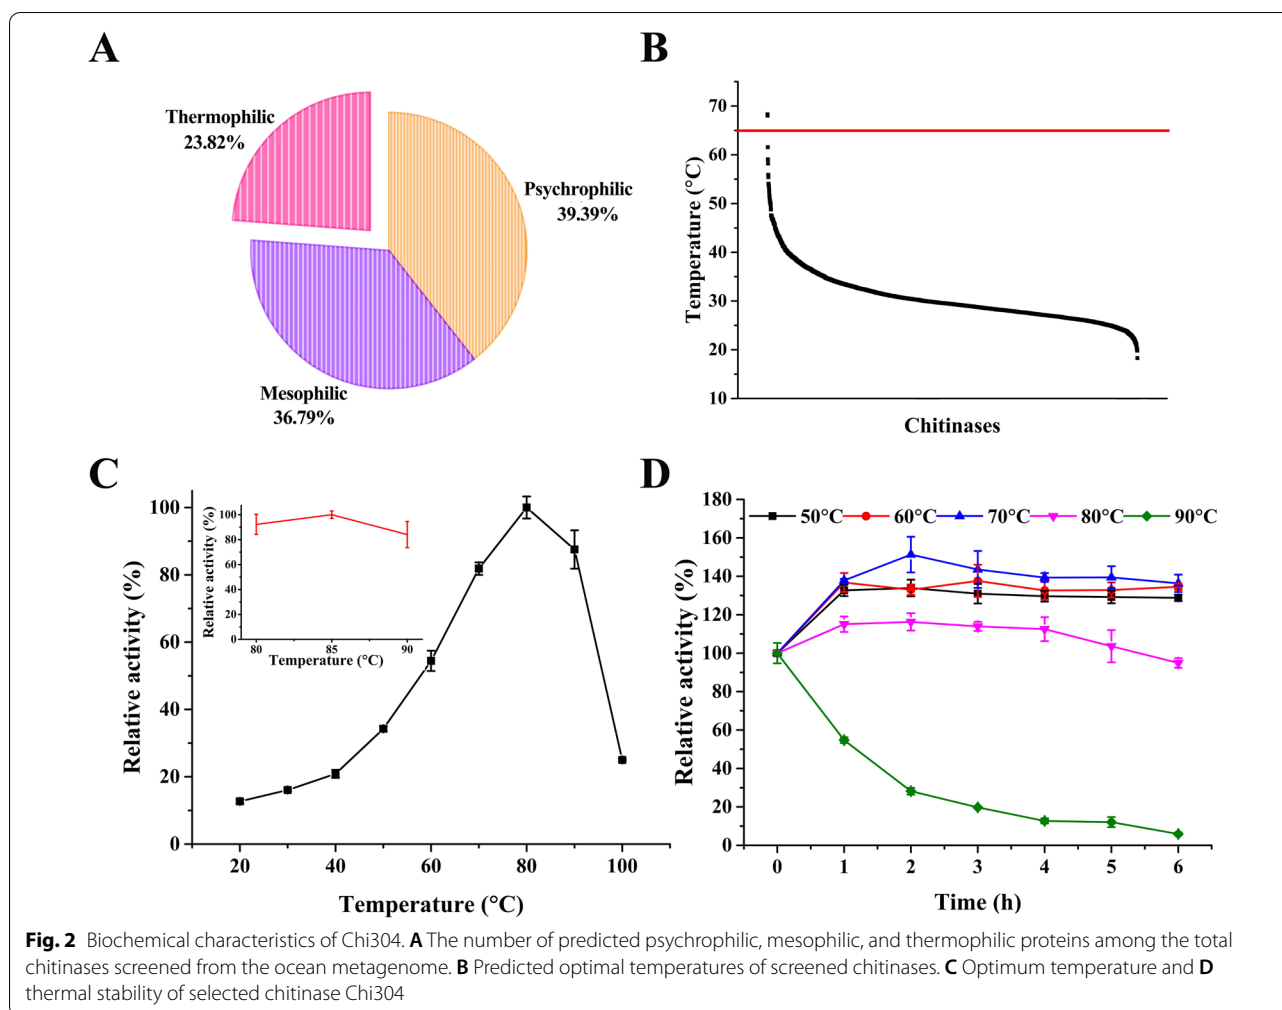 A
Thermophilic
23.82%
Psychrophilic
39.39%
Mesophilic
36.79%
B
Temperature (°C)
70
60
50
40
30
20
10
Chitinases
C
Relative activity (%)
100
80
60
40
20
0
20
40
60
80
100
Temperature (°C)
Relative activity (%)
100
80
60
40
20
0
80
85
90
Temperature (°C)
D
Relative activity (%)
180
160
140
120
100
80
60
40
20
0
50°C 60°C 70°C 80°C 90°C
0
1
2
3
4
5
6
Time (h)
Fig. 2 Biochemical characteristics of Chi304. A The number of predicted psychrophilic, mesophilic, and thermophilic proteins among the total
chitinases screened from the ocean metagenome. B Predicted optimal temperatures of screened chitinases. C Optimum temperature and D
thermal stability of selected chitinase Chi304